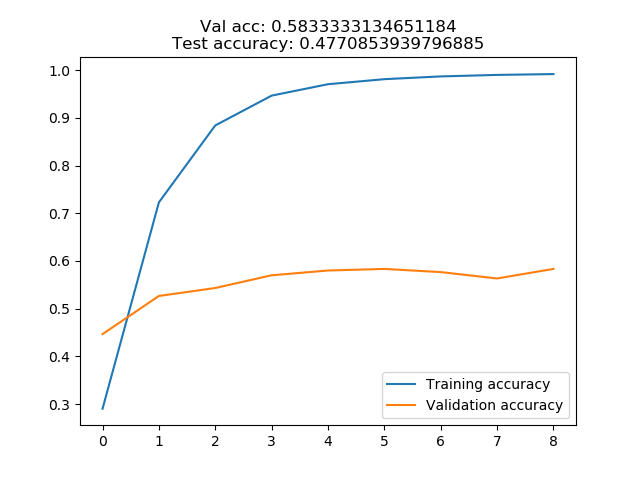 Val acc: 0.5833333134651184
Test accuracy: 0.4770853939796885
1.0
0.9
0.8
0.7
0.6
0.5
0.4
0.3
Training accuracy
Validation accuracy
0 1 2 3 4 5 6 7 8